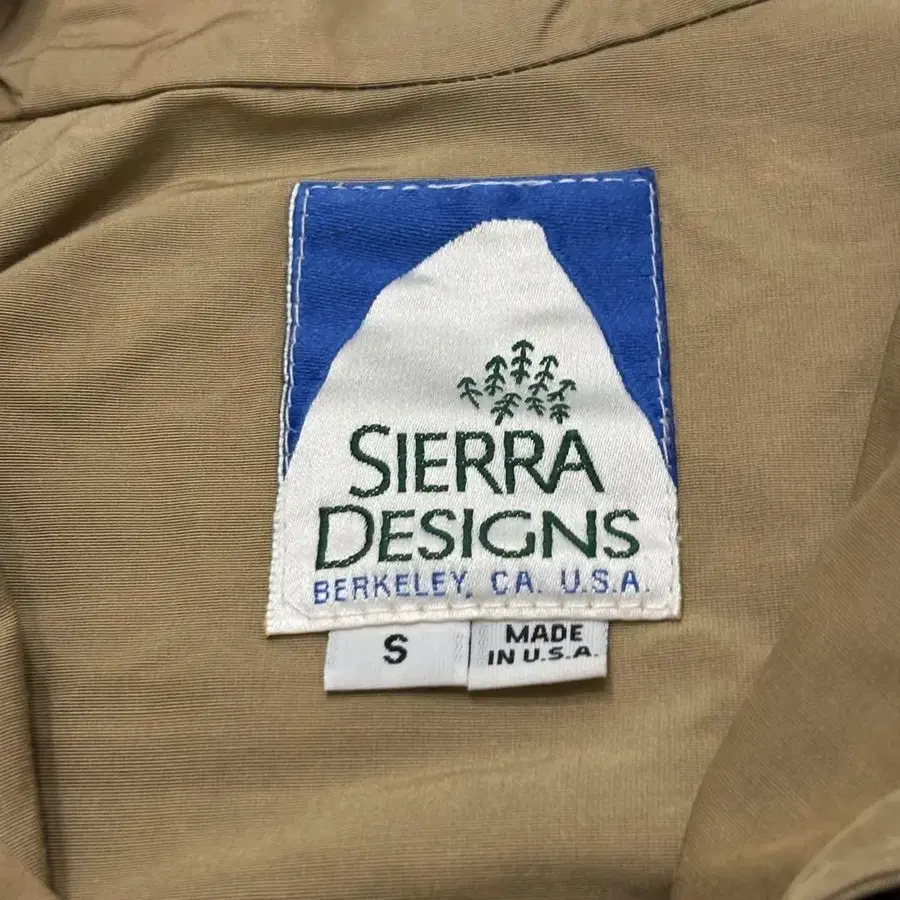 SIERRA
DESIGNS
BERKELEY, CA. U.S.A.
S
MADE
IN U.S.A.